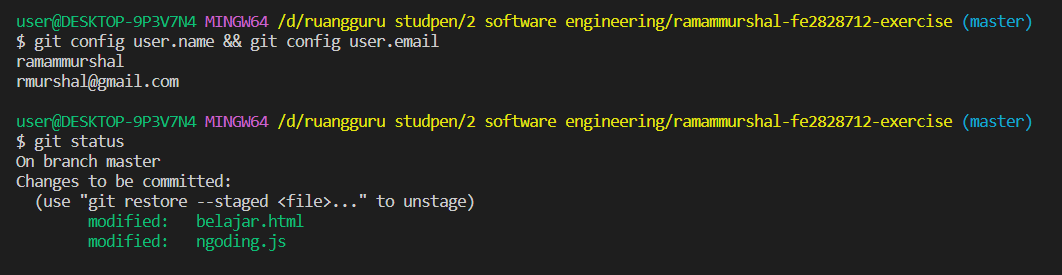 user@DESKTOP-9P3V7N4 MINGW64 /d/ruangguru studpen/2 software engineering/ramammurshal-fe2828712-exercise (master)
$ git config user.name && git config user.email
ramammurshal
rmurshal@gmail.com
user@DESKTOP-9P3V7N4 MINGW64 /d/ruangguru studpen/2 software engineering/ramammurshal-fe2828712-exercise (master)
$ git status
On branch master
Changes to be committed:
  (use "git restore --staged <file>..." to unstage)
        modified:   belajar.html
        modified:   ngoding.js